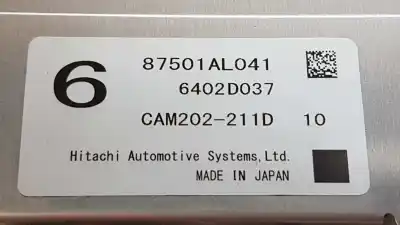 6
87501AL041
6402D037
CAM202-211D 10
Hitachi Automotive Systems,Ltd.
MADE IN JAPAN